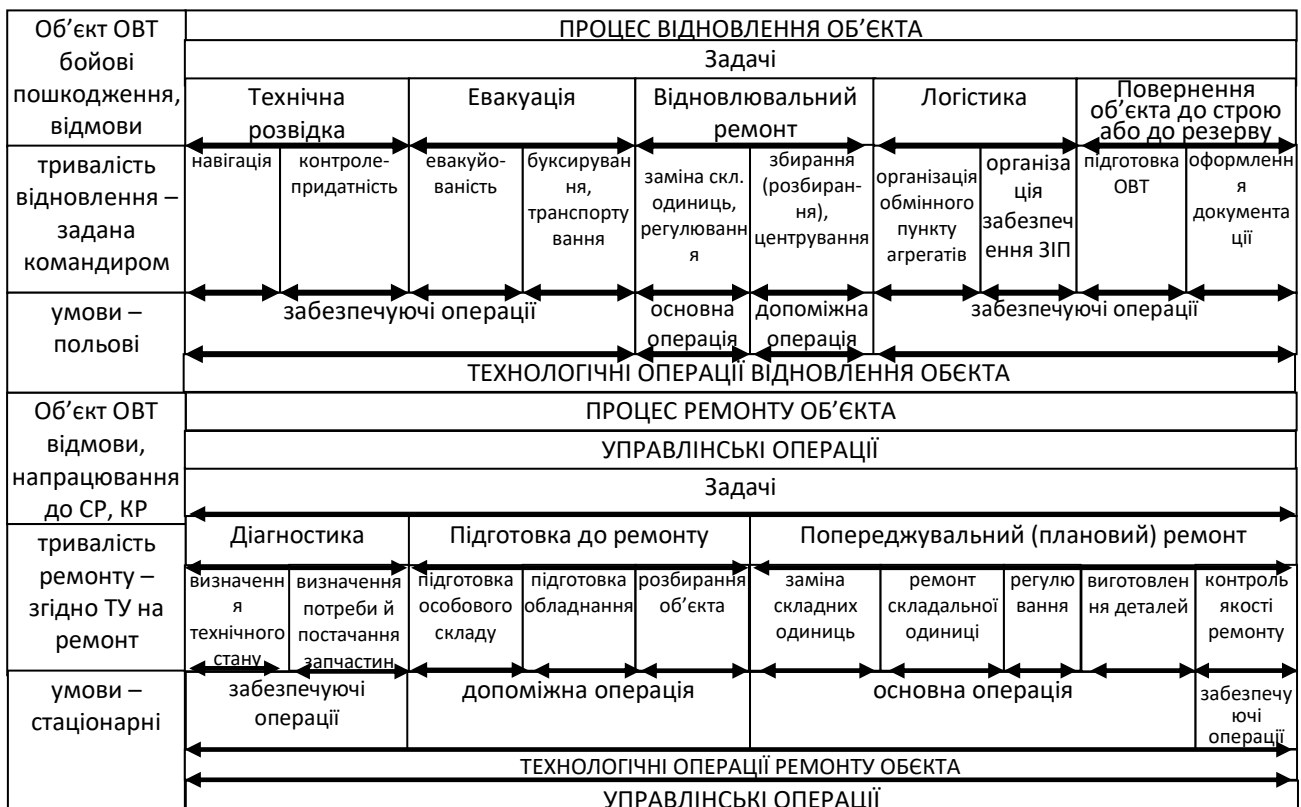 Об’єкт ОВТ
бойові
пошкодження,
відмови
ПРОЦЕС ВІДНОВЛЕННЯ ОБ’ЄКТА
Задачі
Технічна
розвідка
Евакуація
Відновлювальний
ремонт
Логістика
Повернення
об’єкта до строю
або до резерву
тривалість
відновлення –
задана
командиром
навігація
контроле-
придатність
евакуйо-
ваність
буксируван
ня,
транспорту
вання
заміна скл.
одиниць,
регулюванн
я
збирання
(розбиран-
ня),
центрування
організація
обмінного
пункту
агрегатів
організа
ція
забезпеч
ення ЗІП
підготовка
ОВТ
оформленн
я
документа
ції
умови –
польові
забезпечуючі операції
основна
операція
допоміжна
операція
забезпечуючі операції
ТЕХНОЛОГІЧНІ ОПЕРАЦІЇ ВІДНОВЛЕННЯ ОБЄКТА
Об’єкт ОВТ
відмови,
напрацювання
до СР, КР
ПРОЦЕС РЕМОНТУ ОБ’ЄКТА
УПРАВЛІНСЬКІ ОПЕРАЦІЇ
Задачі
тривалість
ремонту –
згідно ТУ на
ремонт
Діагностика
Підготовка до ремонту
Попереджувальний (плановий) ремонт
визначенн
я
технічного
стану
визначення
потреби й
постачання
запчастин
підготовка
особового
складу
підготовка
обладнання
розбирання
об’єкта
заміна
складних
одиниць
ремонт
складальної
одиниці
регулю
вання
виготовлен
ня деталей
контроль
якості
ремонту
умови –
стаціонарні
забезпечуючі
операції
допоміжна операція
основна операція
забезпечу
ючі
операції
ТЕХНОЛОГІЧНІ ОПЕРАЦІЇ РЕМОНТУ ОБЄКТА
УПРАВЛІНСЬКІ ОПЕРАЦІЇ